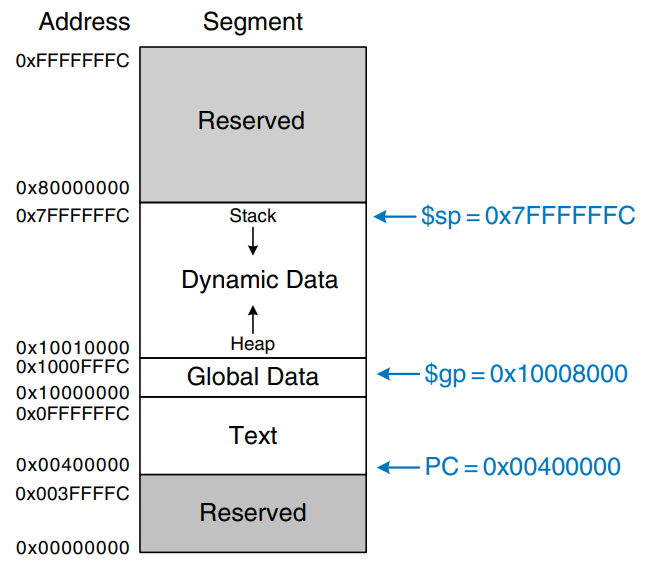 Address Segment
0xFFFFFFFC
Reserved
0x80000000
0x7FFFFFFC Stack $sp = 0x7FFFFFFC
Dynamic Data
0x10010000 Heap
0x1000FFFC
Global Data $gp = 0x10008000
0x10000000
0x0FFFFFFC
Text
0x00400000 PC = 0x00400000
0x003FFFFC
Reserved
0x00000000